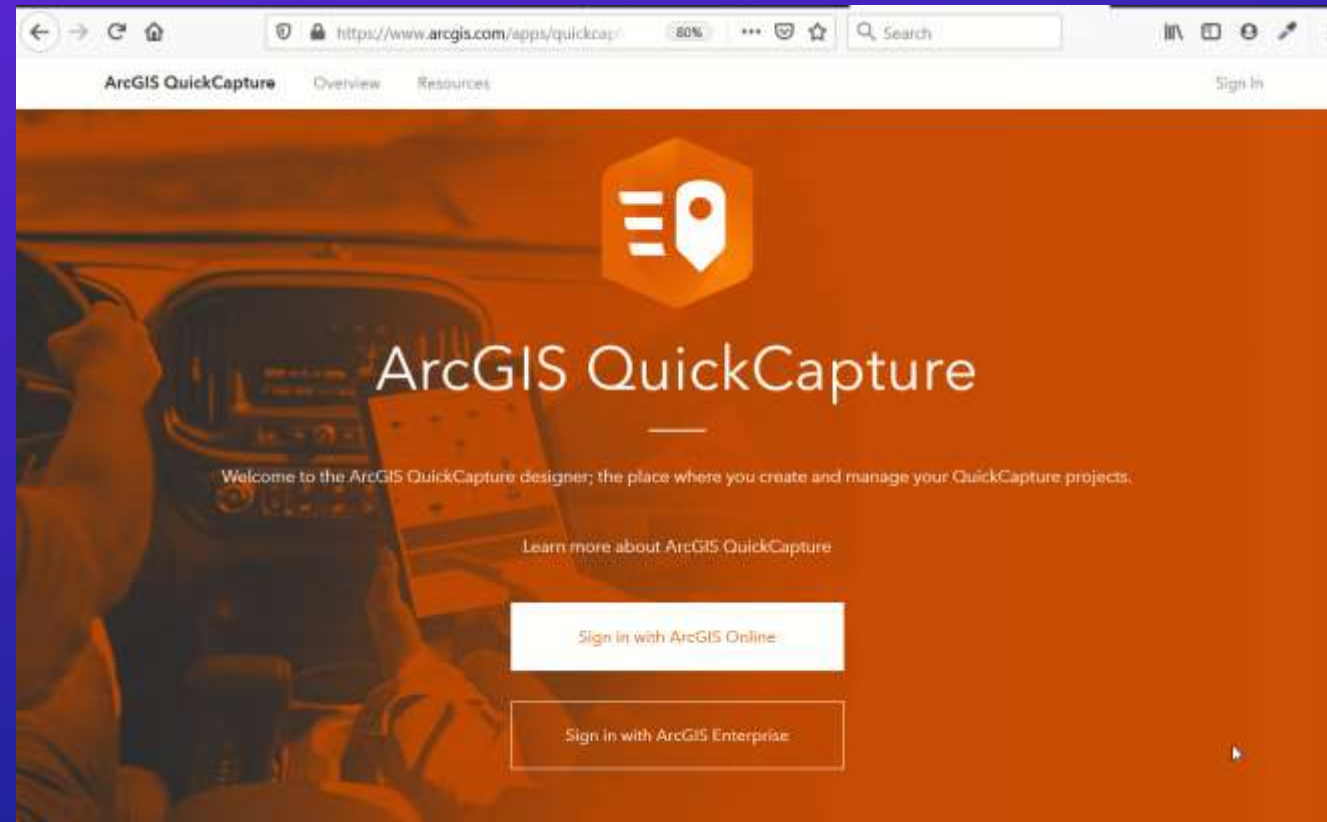 https://www.arcgis.com/apps/quickcap
80%
Search
ArcGIS QuickCapture
Overview
Resources
Sign In
ArcGIS QuickCapture
Welcome to the ArcGIS QuickCapture designer; the place where you create and manage your QuickCapture projects.
Learn more about ArcGIS QuickCapture
Sign in with ArcGIS Online
Sign in with ArcGIS Enterprise